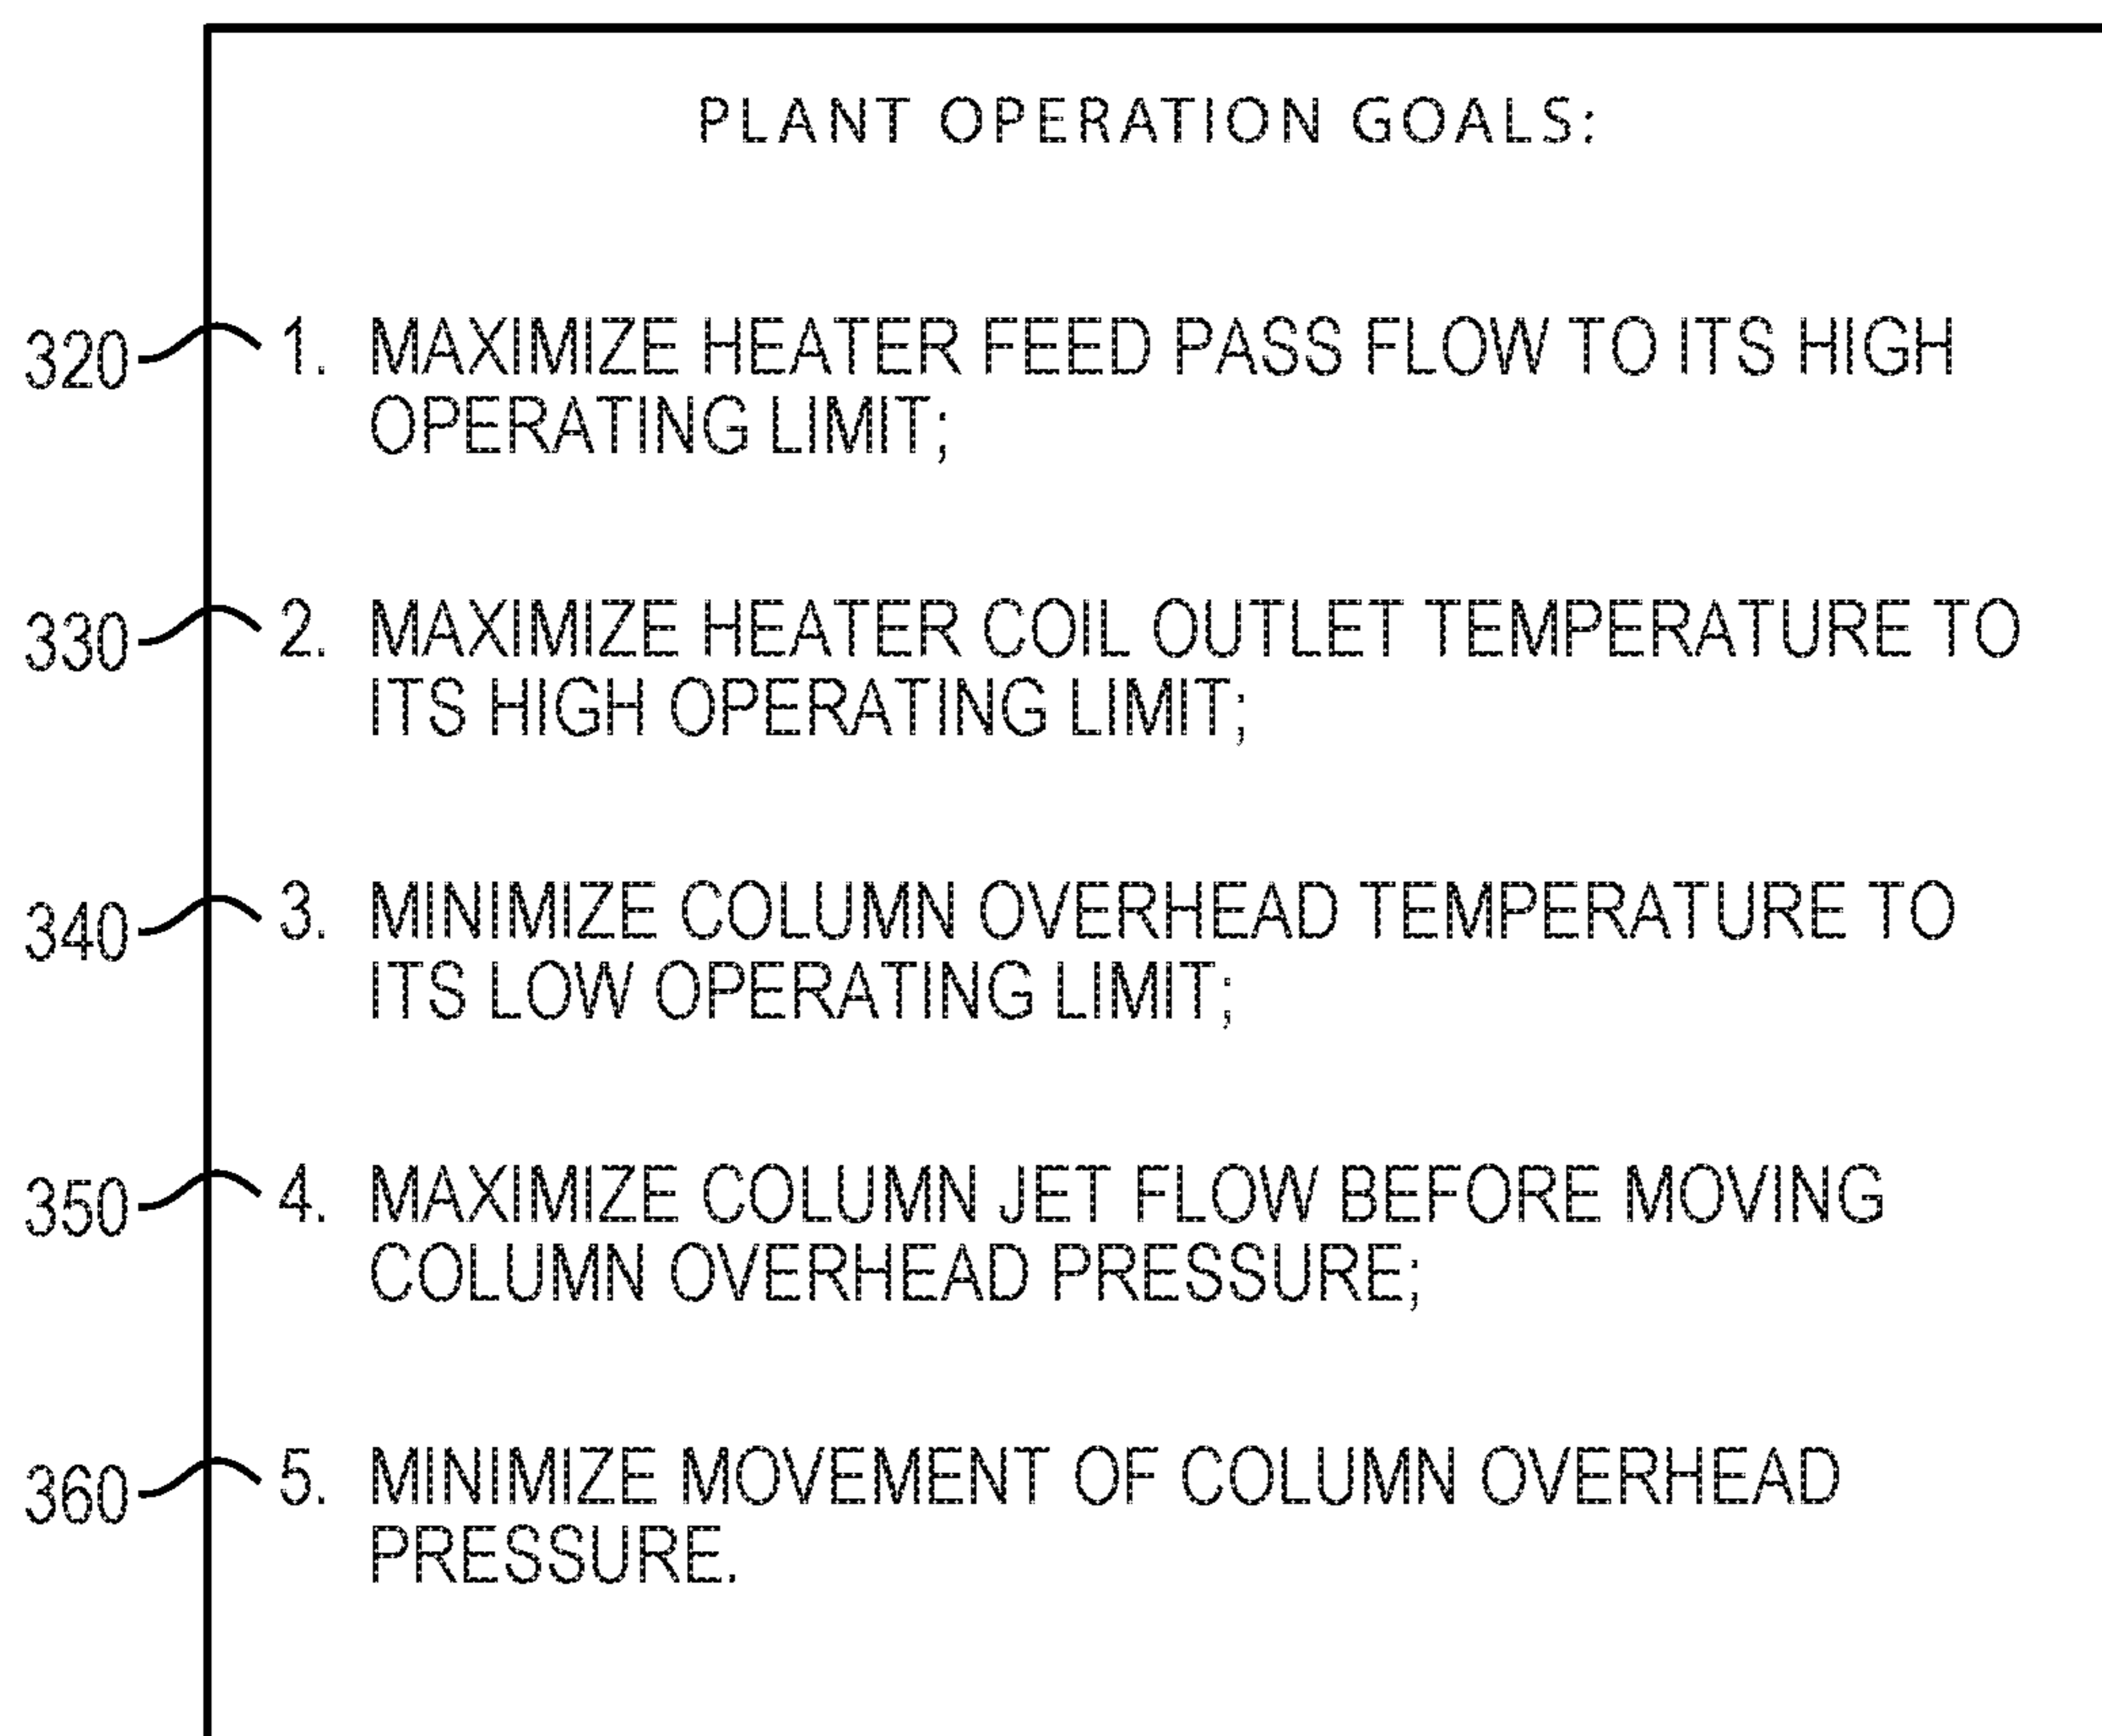 PLANT OPERATION GOALS:
320 1. MAXIMIZE HEATER FEED PASS FLOW TO ITS HIGH
OPERATING LIMIT;
330 2. MAXIMIZE HEATER COIL OUTLET TEMPERATURE TO
ITS HIGH OPERATING LIMIT;
340 3. MINIMIZE COLUMN OVERHEAD TEMPERATURE TO
ITS LOW OPERATING LIMIT;
350 4. MAXIMIZE COLUMN JET FLOW BEFORE MOVING
COLUMN OVERHEAD PRESSURE;
360 5. MINIMIZE MOVEMENT OF COLUMN OVERHEAD
PRESSURE.